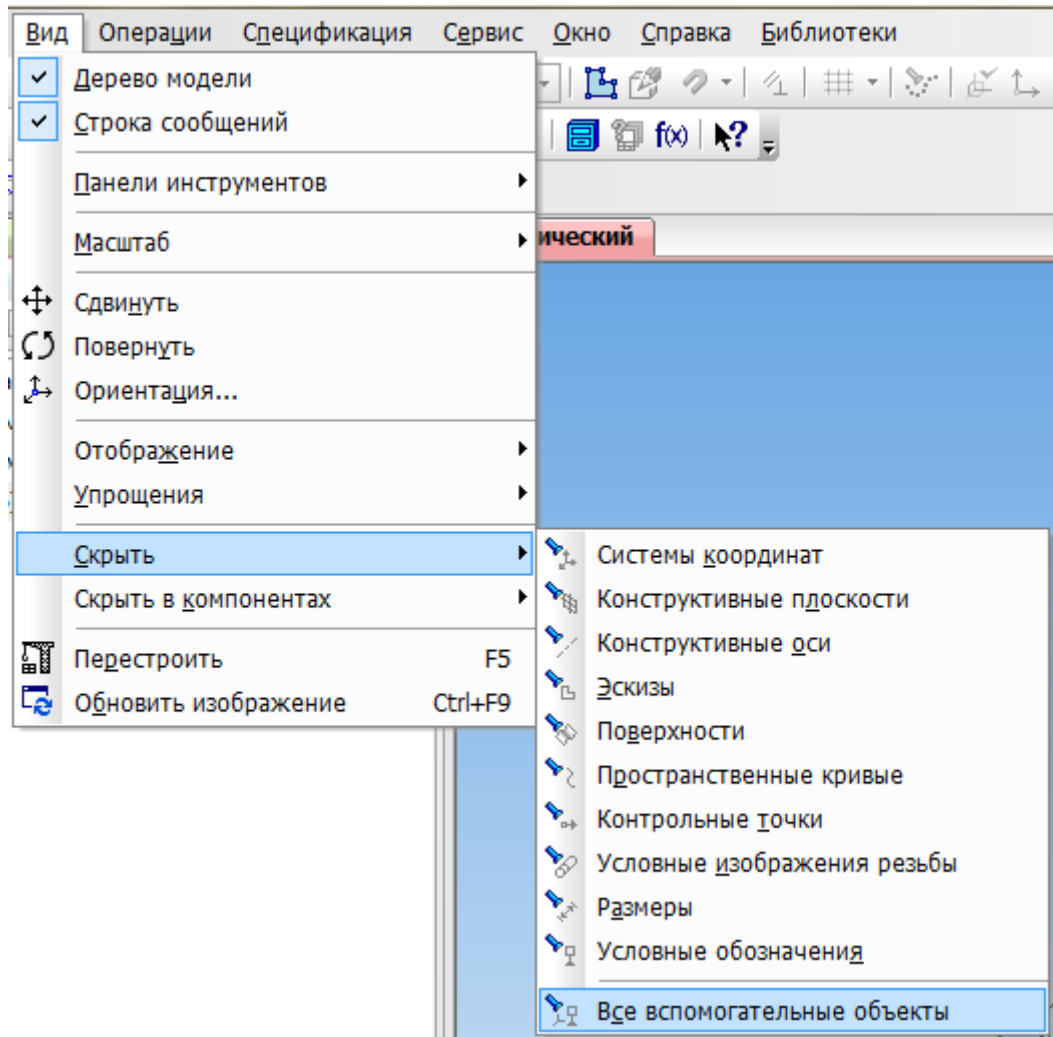 Вид Операции Спецификация Сервис Окно Справка Библиотеки
Дерево модели
Строка сообщений
f(x) ?
Панели инструментов
Масштаб
ический
Сдвинуть
Повернуть
Ориентация...
Отображение
Упрощения
Скрыть
Скрыть в компонентах
Перестроить F5
Обновить изображение Ctrl+F9
Системы координат
Конструктивные плоскости
Конструктивные оси
Эскизы
Поверхности
Пространственные кривые
Контрольные точки
Условные изображения резьбы
Размеры
Условные обозначения
Все вспомогательные объекты